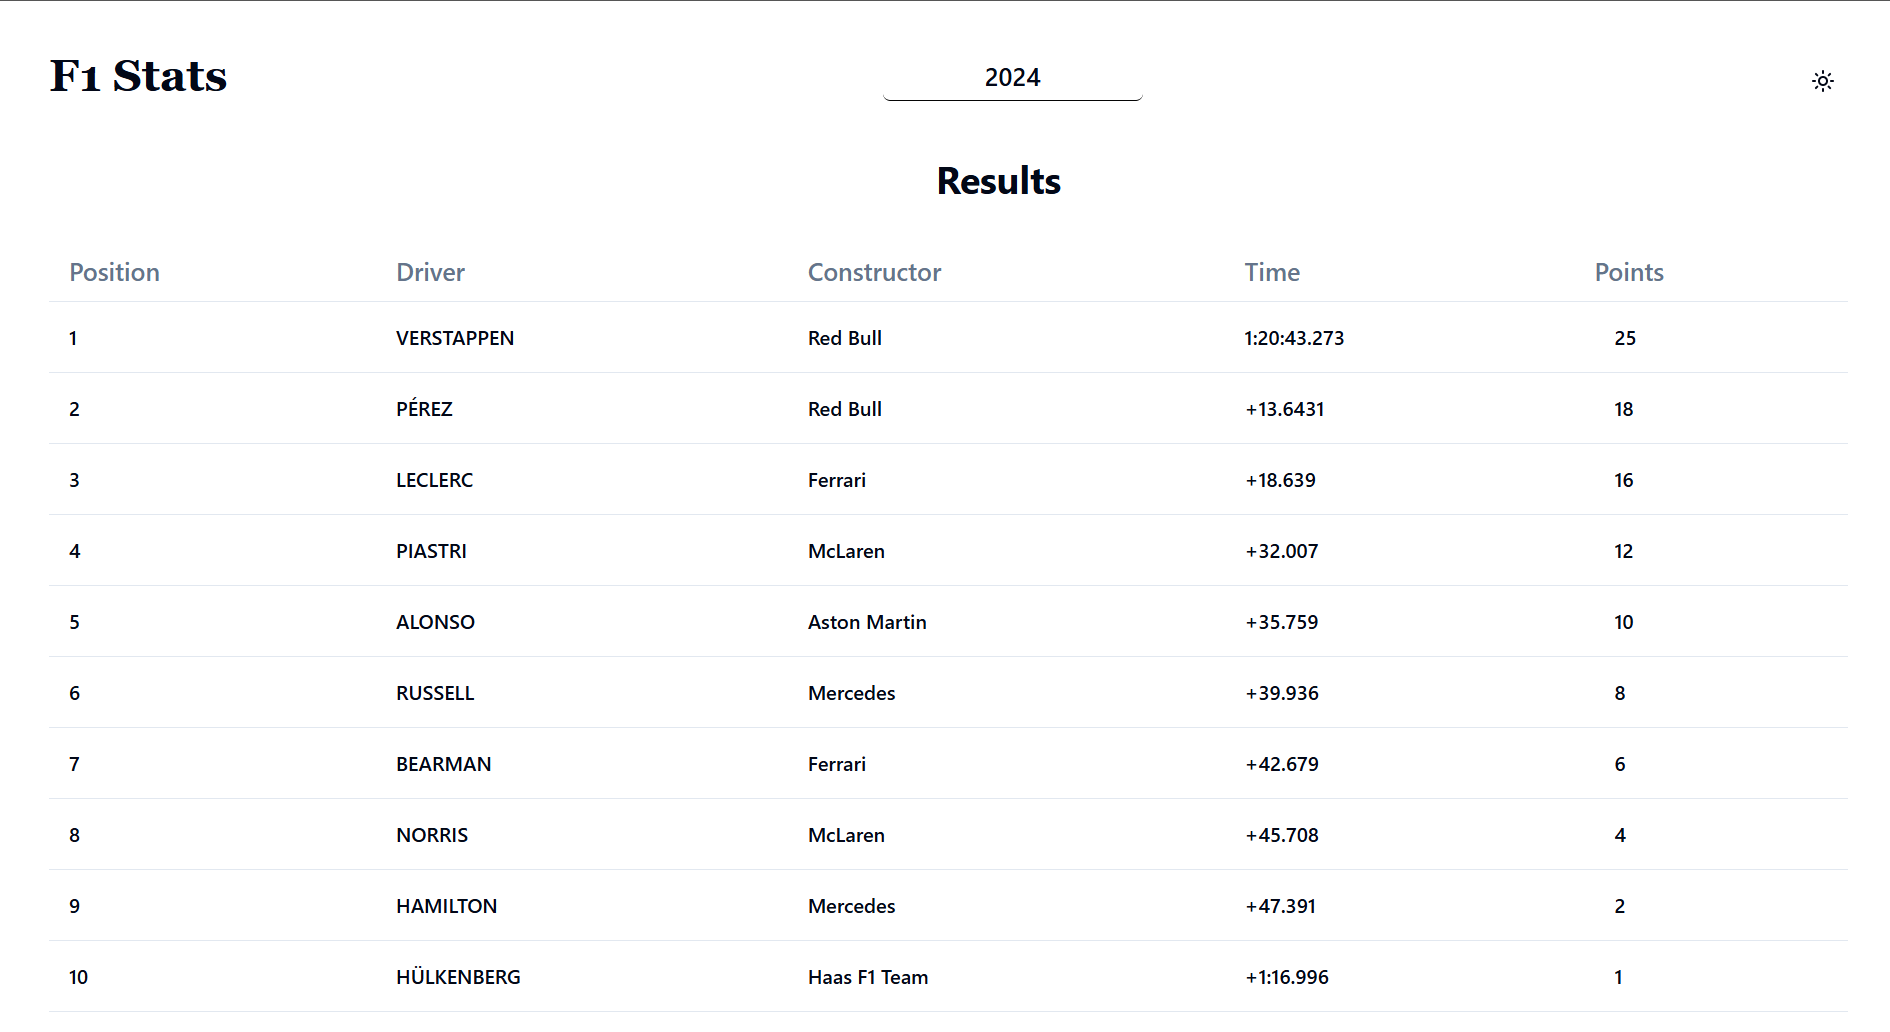 F1 Stats
2024
Results
Position Driver Constructor Time Points
1 VERSTAPPEN Red Bull 1:20:43.273 25
2 PÉREZ Red Bull +13.6431 18
3 LECLERC Ferrari +18.639 16
4 PIASTRI McLaren +32.007 12
5 ALONSO Aston Martin +35.759 10
6 RUSSELL Mercedes +39.936 8
7 BEARMAN Ferrari +42.679 6
8 NORRIS McLaren +45.708 4
9 HAMILTON Mercedes +47.391 2
10 HÜLKENBERG Haas F1 Team +1:16.996 1